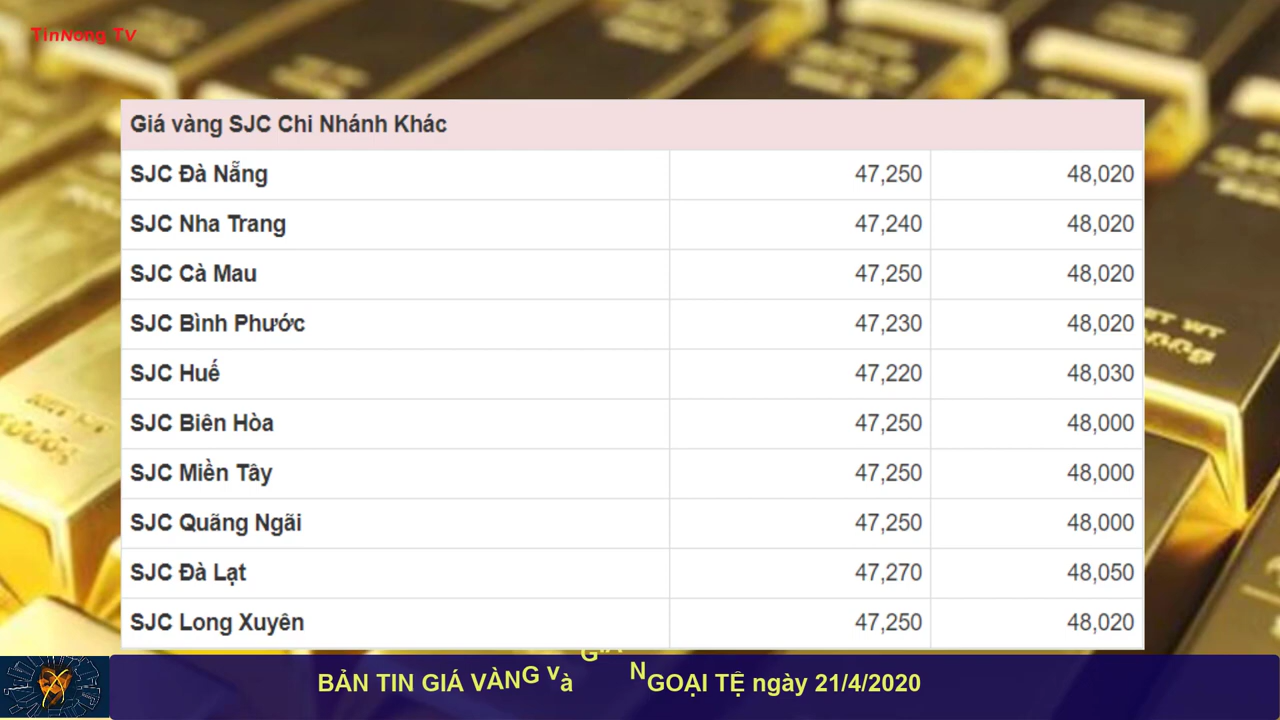 TinNong TV
Giá vàng SJC Chi Nhánh Khác
SJC Đà Nẵng 47,250 48,020
SJC Nha Trang 47,240 48,020
SJC Cà Mau 47,250 48,020
SJC Bình Phước 47,230 48,020
SJC Huế 47,220 48,030
SJC Biên Hòa 47,250 48,000
SJC Miền Tây 47,250 48,000
SJC Quãng Ngãi 47,250 48,000
SJC Đà Lạt 47,270 48,050
SJC Long Xuyên 47,250 48,020
BẢN TIN GIÁ VÀNG và GIÁ NGOẠI TỆ ngày 21/4/2020